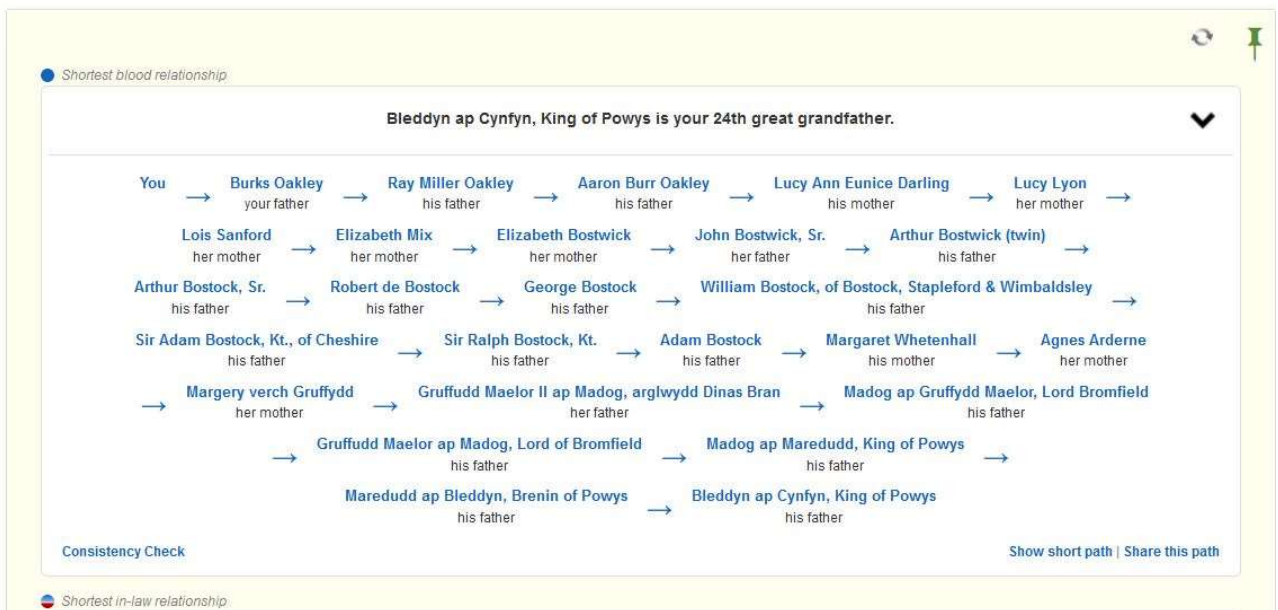 Shortest blood relationship
Bleddyn ap Cynfyn, King of Powys is your 24th great grandfather.
You → Burks Oakley → Ray Miller Oakley → Aaron Burr Oakley → Lucy Ann Eunice Darling → Lucy Lyon →
your father his father his father his mother her mother
Lois Sanford → Elizabeth Mix → Elizabeth Bostwick → John Bostwick, Sr. → Arthur Bostwick (twin) →
her mother her mother her mother her father his father
Arthur Bostock, Sr. → Robert de Bostock → George Bostock → William Bostock, of Bostock, Stapleford & Wimbaldsley →
his father his father his father his father
Sir Adam Bostock, Kt., of Cheshire → Sir Ralph Bostock, Kt. → Adam Bostock → Margaret Whetenhall → Agnes Arderne
his father his father his father his mother her mother
→ Margery verch Gruffydd → Gruffudd Maelor II ap Madog, arglwydd Dinas Bran → Madog ap Gruffydd Maelor, Lord Bromfield
her mother her father his father
→ Gruffudd Maelor ap Madog, Lord of Bromfield → Madog ap Maredudd, King of Powys →
his father his father
Maredudd ap Bleddyn, Brenin of Powys → Bleddyn ap Cynfyn, King of Powys
his father his father
Consistency Check Show short path | Share this path
Shortest in-law relationship